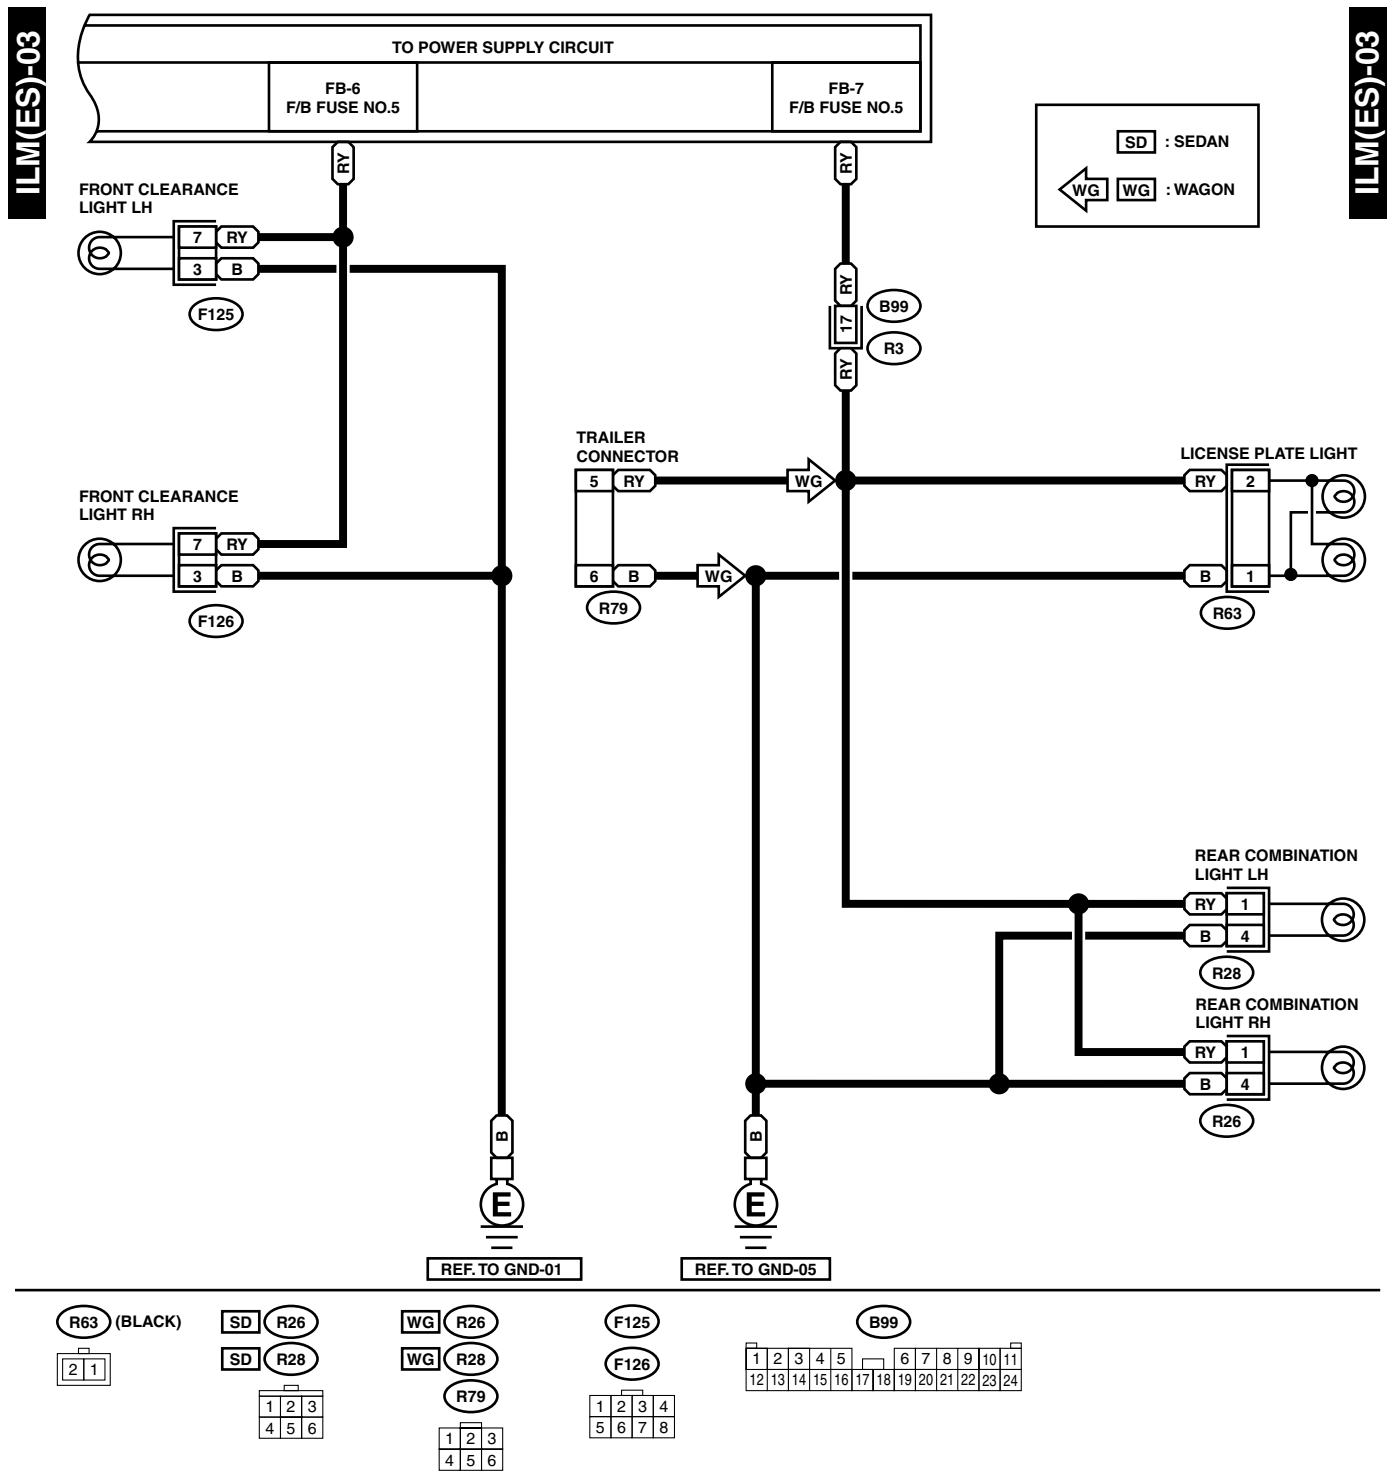 ILM(ES)-03
ILM(ES)-03
TO POWER SUPPLY CIRCUIT
FB-6
F/B FUSE NO.5
FB-7
F/B FUSE NO.5
RY
RY
SD : SEDAN
WG WG : WAGON
FRONT CLEARANCE
LIGHT LH
7 RY
3 B
F125
RY
17
RY
B99
R3
TRAILER
CONNECTOR
5 RY
WG
6 B
WG
R79
LICENSE PLATE LIGHT
RY 2
B 1
R63
FRONT CLEARANCE
LIGHT RH
7 RY
3 B
F126
REAR COMBINATION
LIGHT LH
RY 1
B 4
R28
REAR COMBINATION
LIGHT RH
RY 1
B 4
R26
B
E
REF. TO GND-01
B
E
REF. TO GND-05
R63 (BLACK)
2 1
SD R26
SD R28
1 2 3
4 5 6
WG R26
WG R28
R79
1 2 3
4 5 6
F125
F126
1 2 3 4
5 6 7 8
B99
1 2 3 4 5 6 7 8 9 10 11
12 13 14 15 16 17 18 19 20 21 22 23 24